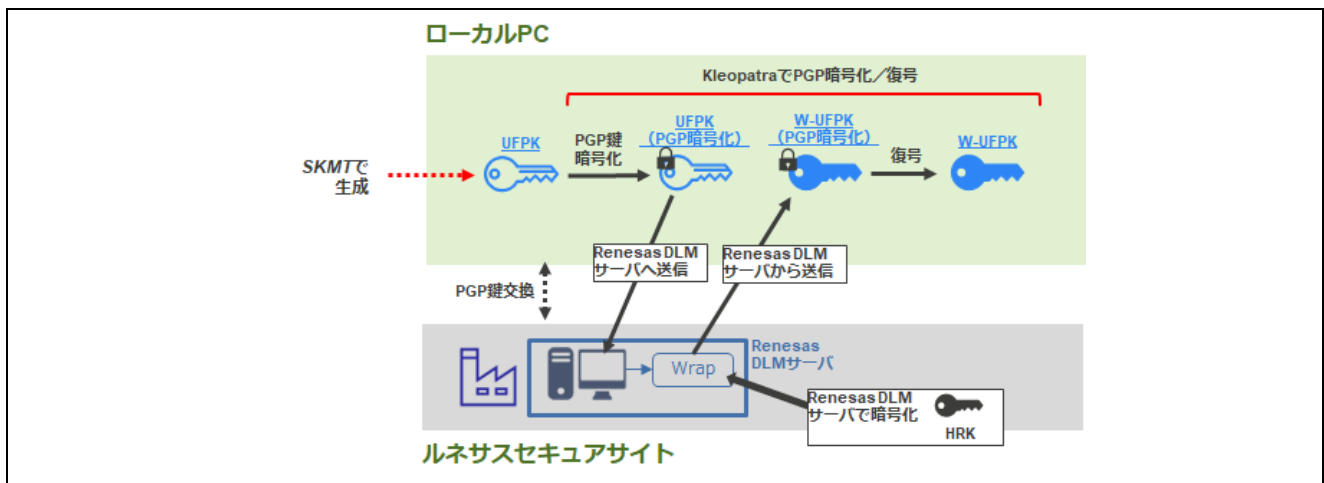 ローカルPC
KleopatraでPGP暗号化／復号
SKMTで
生成
UFPK
PGP鍵
暗号化
UFPK
（PGP暗号化）
W-UFPK
（PGP暗号化）
復号
W-UFPK
Renesas DLM
サーバへ送信
Renesas DLM
サーバから送信
PGP鍵交換
Wrap
Renesas
DLMサーバ
Renesas DLM
サーバで暗号化
HRK
ルネサスセキュアサイト